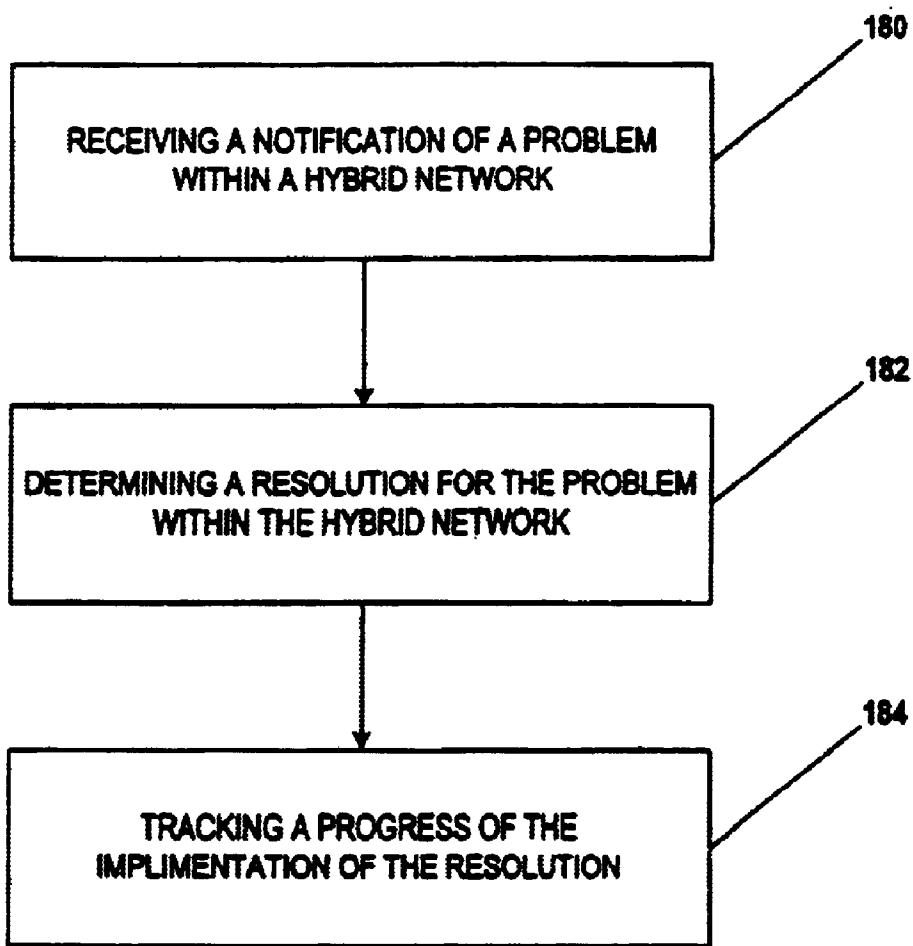 180
RECEIVING A NOTIFICATION OF A PROBLEM
WITHIN A HYBRID NETWORK
182
DETERMINING A RESOLUTION FOR THE PROBLEM
WITHIN THE HYBRID NETWORK
184
TRACKING A PROGRESS OF THE
IMPLIMENTATION OF THE RESOLUTION